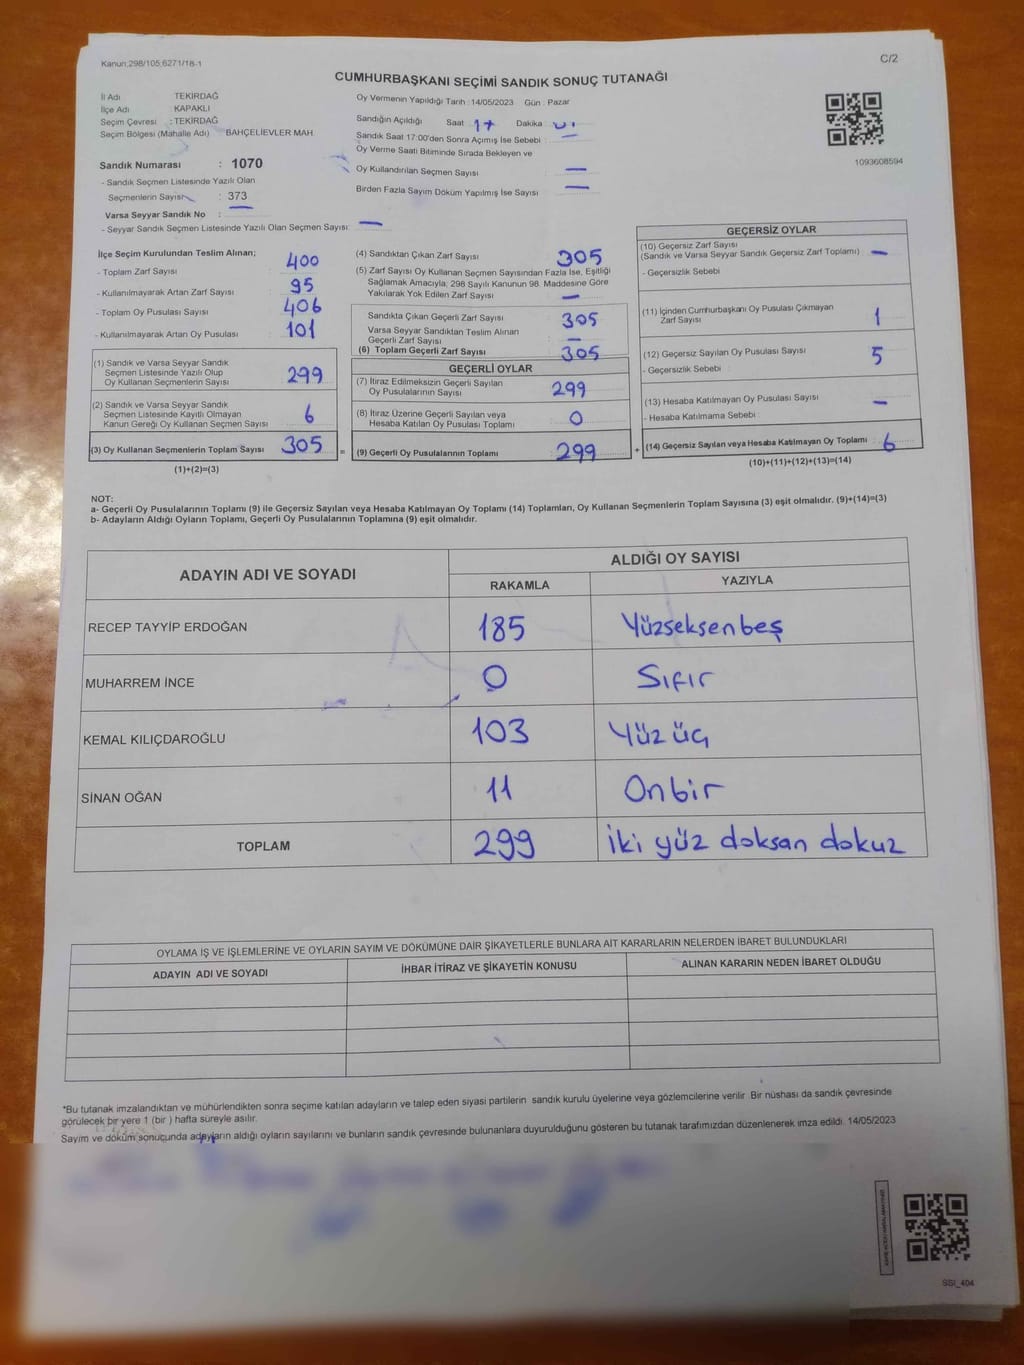 Kanun;298/105,6271/18-1
C/2
CUMHURBAŞKANI SEÇİMİ SANDIK SONUÇ TUTANAĞI
İl Adı TEKİRDAĞ
İlçe Adı KAPAKLI
Seçim Çevresi : TEKİRDAĞ
Seçim Bölgesi (Mahalle Adı) BAHÇELİEVLER MAH.
Sandık Numarası : 1070
- Sandık Seçmen Listesinde Yazılı Olan
Seçmenlerin Sayısı : 373
Varsa Seyyar Sandık No :
- Seyyar Sandık Seçmen Listesinde Yazılı Olan Seçmen Sayısı: —
Oy Vermenin Yapıldığı Tarih : 14/05/2023 Gün : Pazar
Sandığın Açıldığı Saat 17 Dakika
Sandık Saat 17:00'den Sonra Açımış İse Sebebi : —
Oy Verme Saati Bitiminde Sırada Bekleyen ve
Oy Kullandırılan Seçmen Sayısı : —
Birden Fazla Sayım Döküm Yapılmış İse Sayısı : —
1093608594
İlçe Seçim Kurulundan Teslim Alınan;
- Toplam Zarf Sayısı : 400
- Kullanılmayarak Artan Zarf Sayısı : 95
- Toplam Oy Pusulası Sayısı : 406
- Kullanılmayarak Artan Oy Pusulası : 101
(1) Sandık ve Varsa Seyyar Sandık
Seçmen Listesinde Yazılı Olup
Oy Kullanan Seçmenlerin Sayısı : 299
(2) Sandık ve Varsa Seyyar Sandık
Seçmen Listesinde Kayıtlı Olmayan
Kanun Gereği Oy Kullanan Seçmen Sayısı : 6
(3) Oy Kullanan Seçmenlerin Toplam Sayısı : 305
(1)+(2)=(3)
(4) Sandıktan Çıkan Zarf Sayısı : 305
(5) Zarf Sayısı Oy Kullanan Seçmen Sayısından Fazla İse, Eşitliği
Sağlamak Amacıyla, 298 Sayılı Kanunun 98. Maddesine Göre
Yakılarak Yok Edilen Zarf Sayısı : —
Sandıkta Çıkan Geçerli Zarf Sayısı : 305
Varsa Seyyar Sandıktan Teslim Alınan
Geçerli Zarf Sayısı : —
(6) Toplam Geçerli Zarf Sayısı : 305
GEÇERLİ OYLAR
(7) İtiraz Edilmeksizin Geçerli Sayılan
Oy Pusulalarının Sayısı : 299
(8) İtiraz Üzerine Geçerli Sayılan veya
Hesaba Katılan Oy Pusulası Toplamı : 0
= (9) Geçerli Oy Pusulalarının Toplamı : 299 +
GEÇERSİZ OYLAR
(10) Geçersiz Zarf Sayısı
(Sandık ve Varsa Seyyar Sandık Geçersiz Zarf Toplamı) : —
- Geçersizlik Sebebi :
(11) İçinden Cumhurbaşkanı Oy Pusulası Çıkmayan
Zarf Sayısı : 1
(12) Geçersiz Sayılan Oy Pusulası Sayısı : 5
- Geçersizlik Sebebi :
(13) Hesaba Katılmayan Oy Pusulası Sayısı : —
- Hesaba Katılmama Sebebi :
(14) Geçersiz Sayılan veya Hesaba Katılmayan Oy Toplamı : 6
(10)+(11)+(12)+(13)=(14)
NOT:
a- Geçerli Oy Pusulalarının Toplamı (9) ile Geçersiz Sayılan veya Hesaba Katılmayan Oy Toplamı (14) Toplamları, Oy Kullanan Seçmenlerin Toplam Sayısına (3) eşit olmalıdır. (9)+(14)=(3)
b- Adayların Aldığı Oyların Toplamı, Geçerli Oy Pusulalarının Toplamına (9) eşit olmalıdır.
ADAYIN ADI VE SOYADI
ALDIĞI OY SAYISI
RAKAMLA YAZIYLA
RECEP TAYYİP ERDOĞAN 185 Yüzseksenbeş
MUHARREM İNCE 0 Sıfır
KEMAL KILIÇDAROĞLU 103 Yüz üç
SİNAN OĞAN 11 Onbir
TOPLAM 299 iki yüz doksan dokuz
OYLAMA İŞ VE İŞLEMLERİNE VE OYLARIN SAYIM VE DÖKÜMÜNE DAİR ŞİKAYETLERLE BUNLARA AİT KARARLARIN NELERDEN İBARET BULUNDUKLARI
ADAYIN ADI VE SOYADI İHBAR İTİRAZ VE ŞİKAYETİN KONUSU ALINAN KARARIN NEDEN İBARET OLDUĞU
*Bu tutanak imzalandıktan ve mühürlendikten sonra seçime katılan adayların ve talep eden siyasi partilerin sandık kurulu üyelerine veya gözlemcilerine verilir. Bir nüshası da sandık çevresinde
görülecek bir yere 1 (bir ) hafta süreyle asılır.
Sayım ve döküm sonucunda adayların aldığı oyların sayılarını ve bunların sandık çevresinde bulunanlara duyurulduğunu gösteren bu tutanak tarafımızdan düzenlenerek imza edildi. 14/05/2023
SSI_404